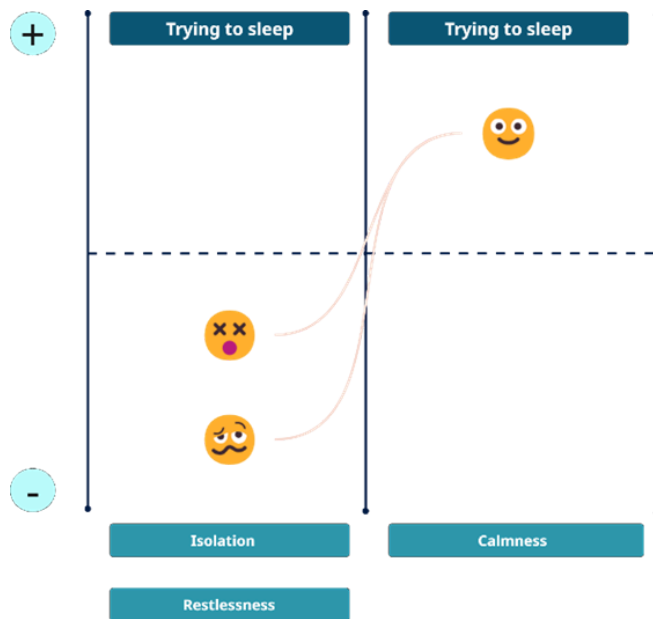 +
Trying to sleep
Trying to sleep
-
Isolation
Calmness
Restlessness